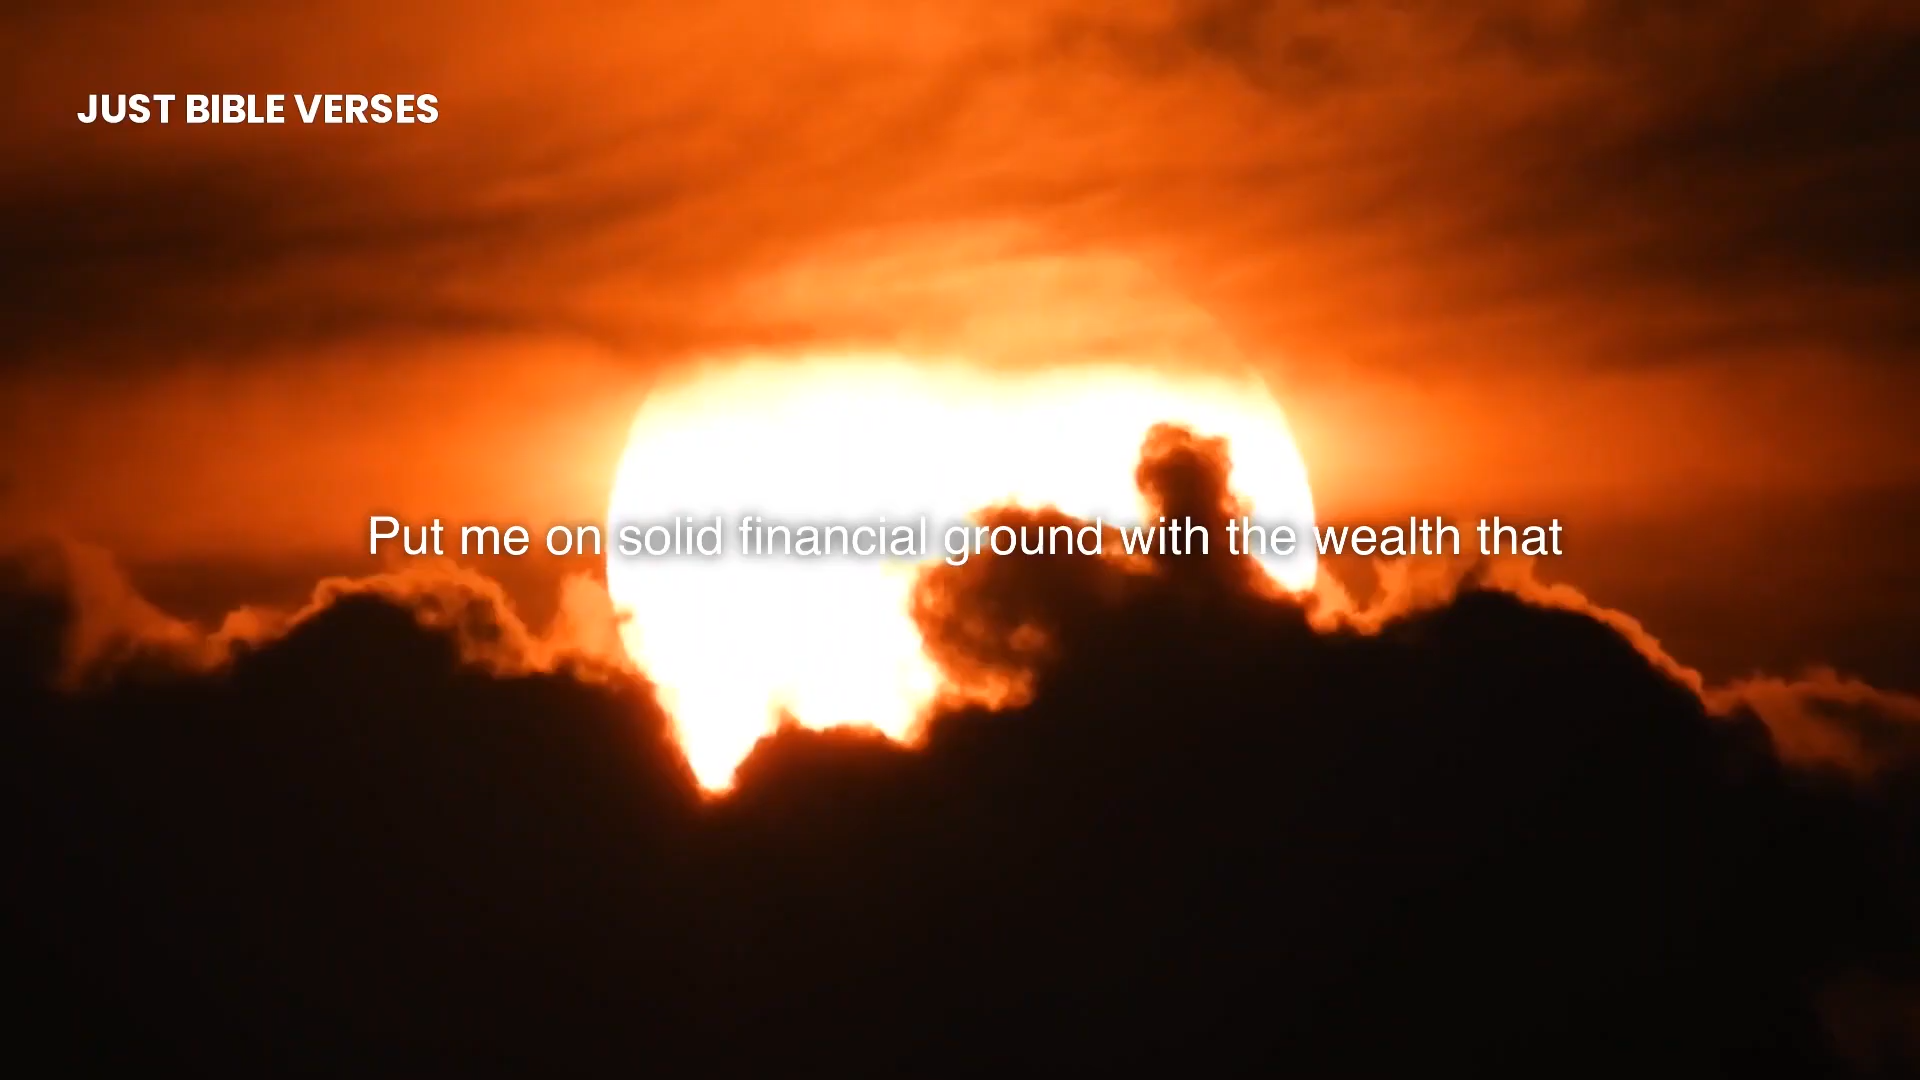 JUST BIBLE VERSES
Put me on solid financial ground with the wealth that